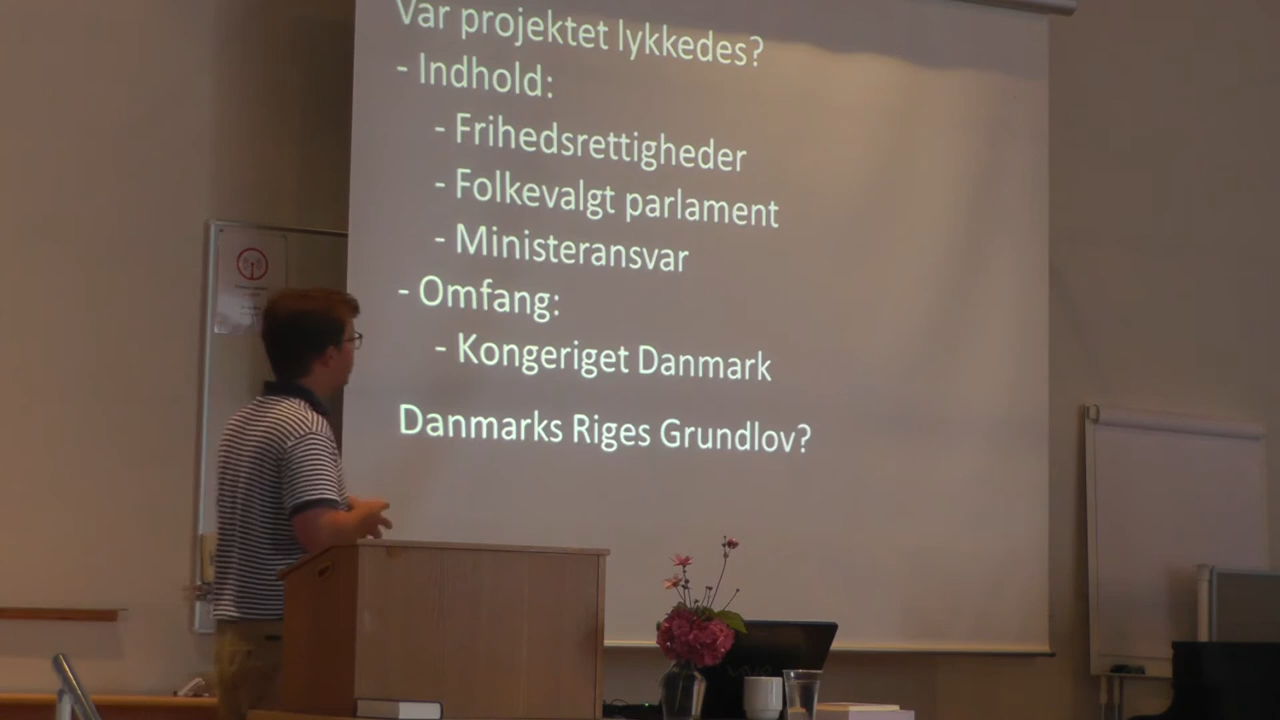 Var projektet lykkedes?
- Indhold:
- Frihedsrettigheder
- Folkevalgt parlament
- Ministeransvar
- Omfang:
- Kongeriget Danmark
Danmarks Riges Grundlov?